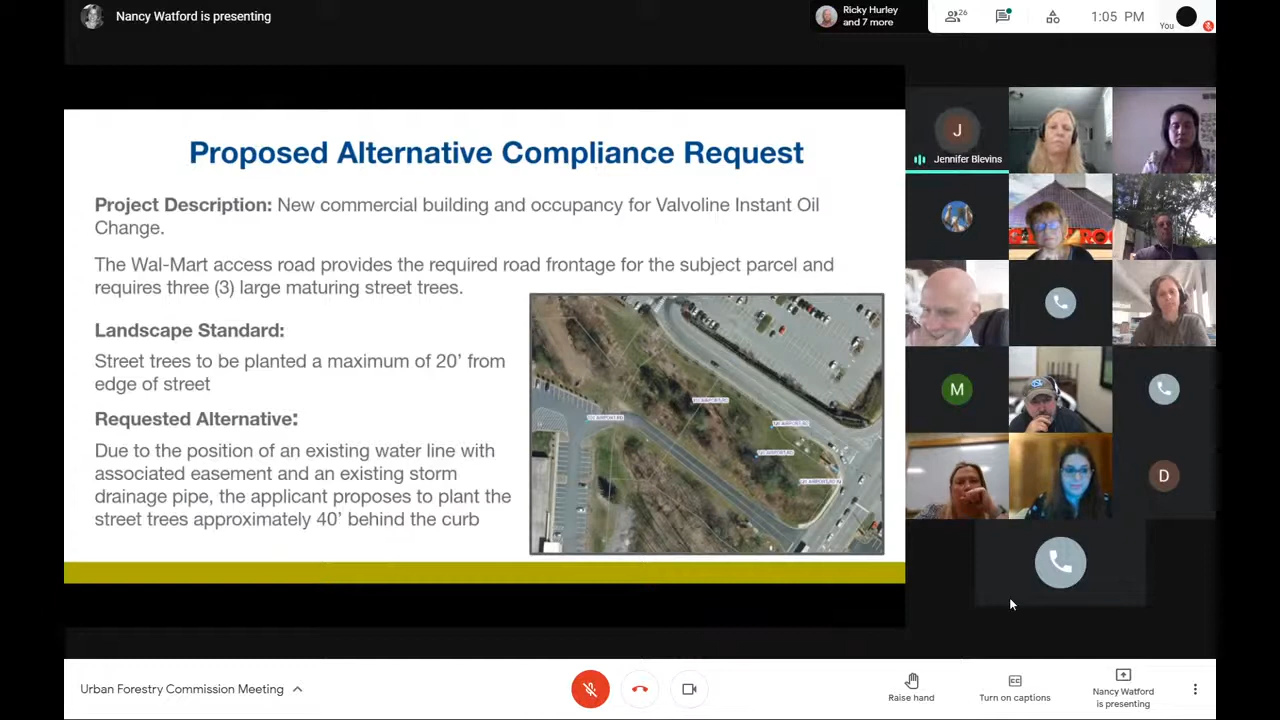 Nancy Watford is presenting
Ricky Hurley
and 7 more
26
1:05 PM
You
Proposed Alternative Compliance Request
Project Description: New commercial building and occupancy for Valvoline Instant Oil
Change.
The Wal-Mart access road provides the required road frontage for the subject parcel and
requires three (3) large maturing street trees.
Landscape Standard:
Street trees to be planted a maximum of 20’ from
edge of street
Requested Alternative:
Due to the position of an existing water line with
associated easement and an existing storm
drainage pipe, the applicant proposes to plant the
street trees approximately 40’ behind the curb
J
Jennifer Blevins
M
D
Urban Forestry Commission Meeting
Raise hand
CC
Turn on captions
Nancy Watford
is presenting